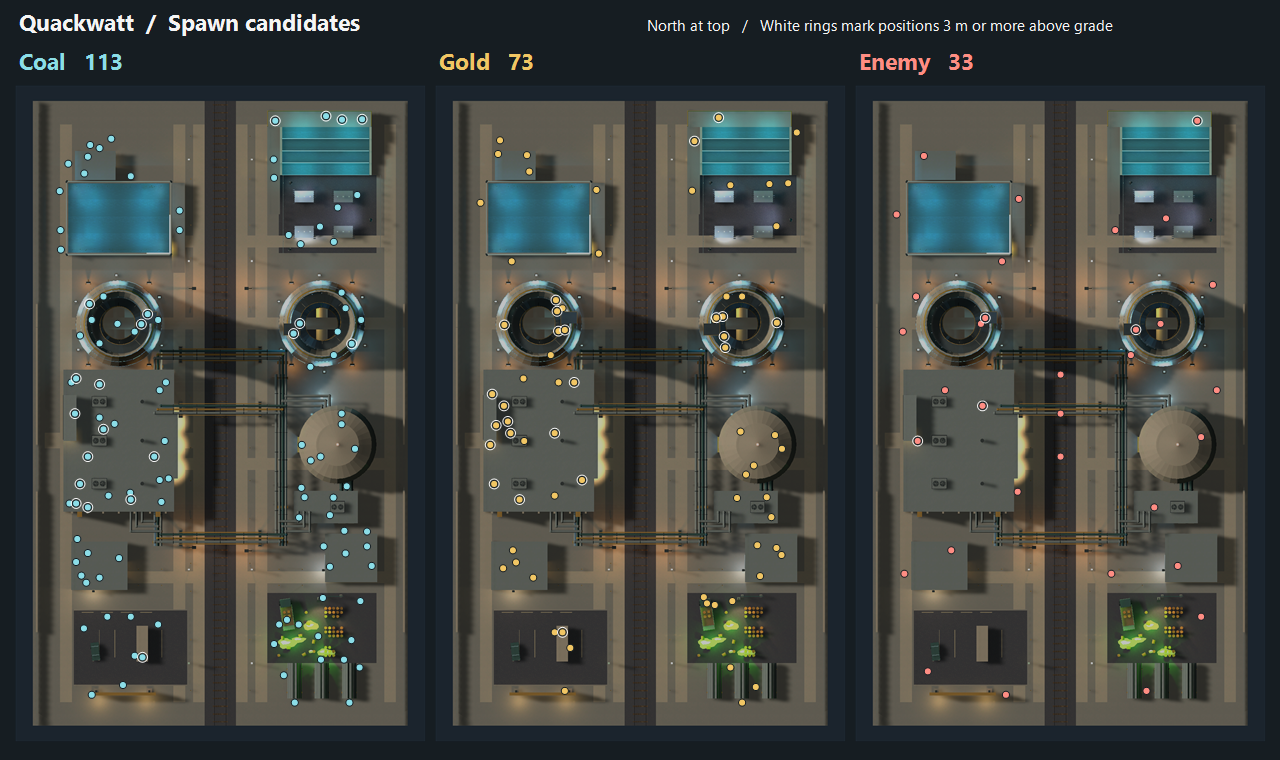 Quackwatt / Spawn candidates
North at top / White rings mark positions 3 m or more above grade
Coal 113
Gold 73
Enemy 33